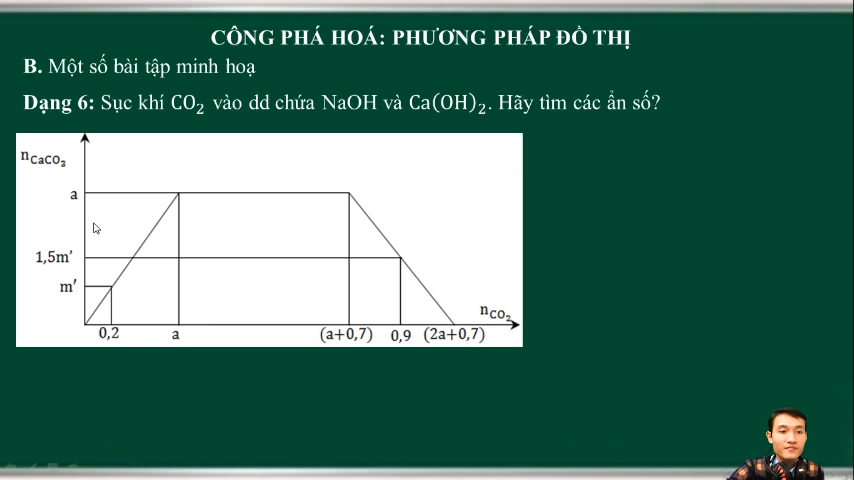 CÔNG PHÁ HOÁ: PHƯƠNG PHÁP ĐỒ THỊ
B. Một số bài tập minh hoạ
Dạng 6: Sục khí CO₂ vào dd chứa NaOH và Ca(OH)₂. Hãy tìm các ẩn số?
n_CaCO₃
a
1,5m'
m'
n_CO₂
0,2 a (a+0,7) 0,9 (2a+0,7)